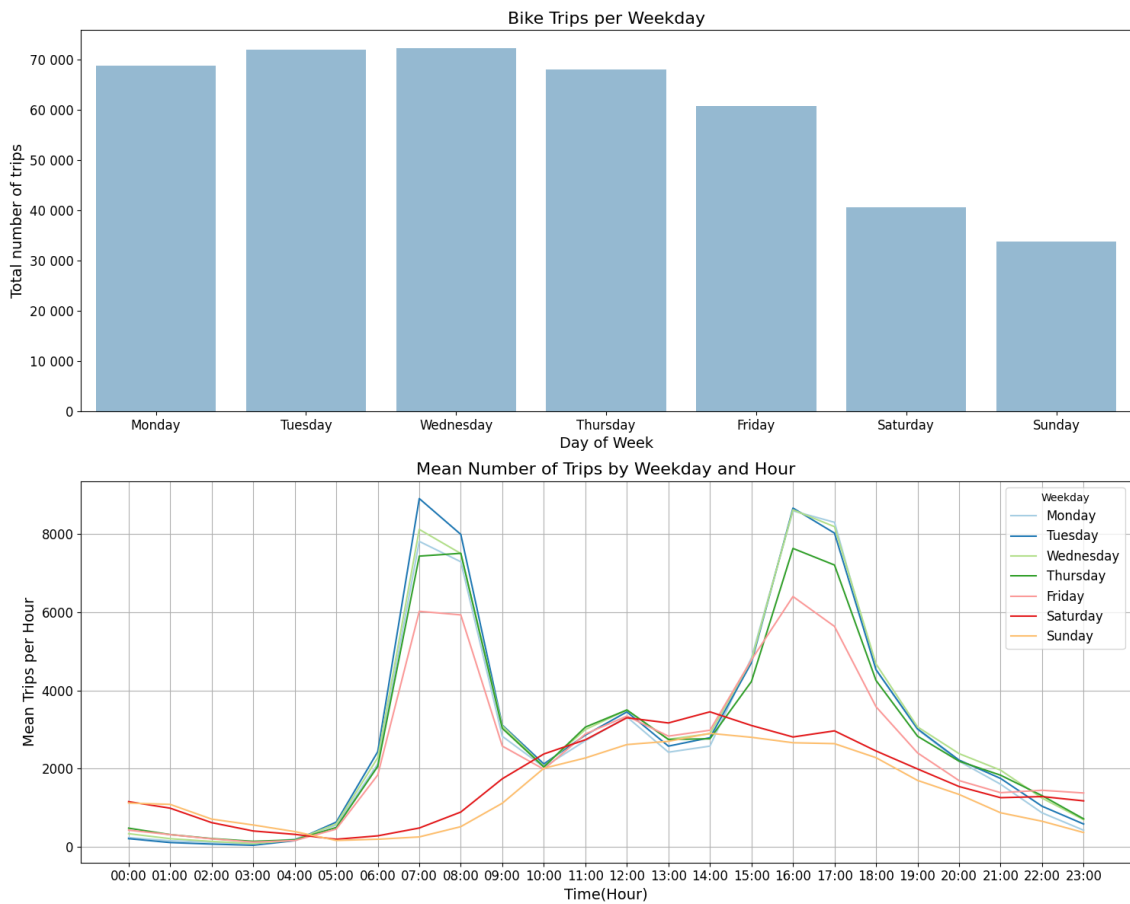 Bike Trips per Weekday
Total number of trips
70 000
60 000
50 000
40 000
30 000
20 000
10 000
0
Monday Tuesday Wednesday Thursday Friday Saturday Sunday
Day of Week
Mean Number of Trips by Weekday and Hour
Mean Trips per Hour
8000
6000
4000
2000
0
Weekday
Monday
Tuesday
Wednesday
Thursday
Friday
Saturday
Sunday
00:00 01:00 02:00 03:00 04:00 05:00 06:00 07:00 08:00 09:00 10:00 11:00 12:00 13:00 14:00 15:00 16:00 17:00 18:00 19:00 20:00 21:00 22:00 23:00
Time(Hour)